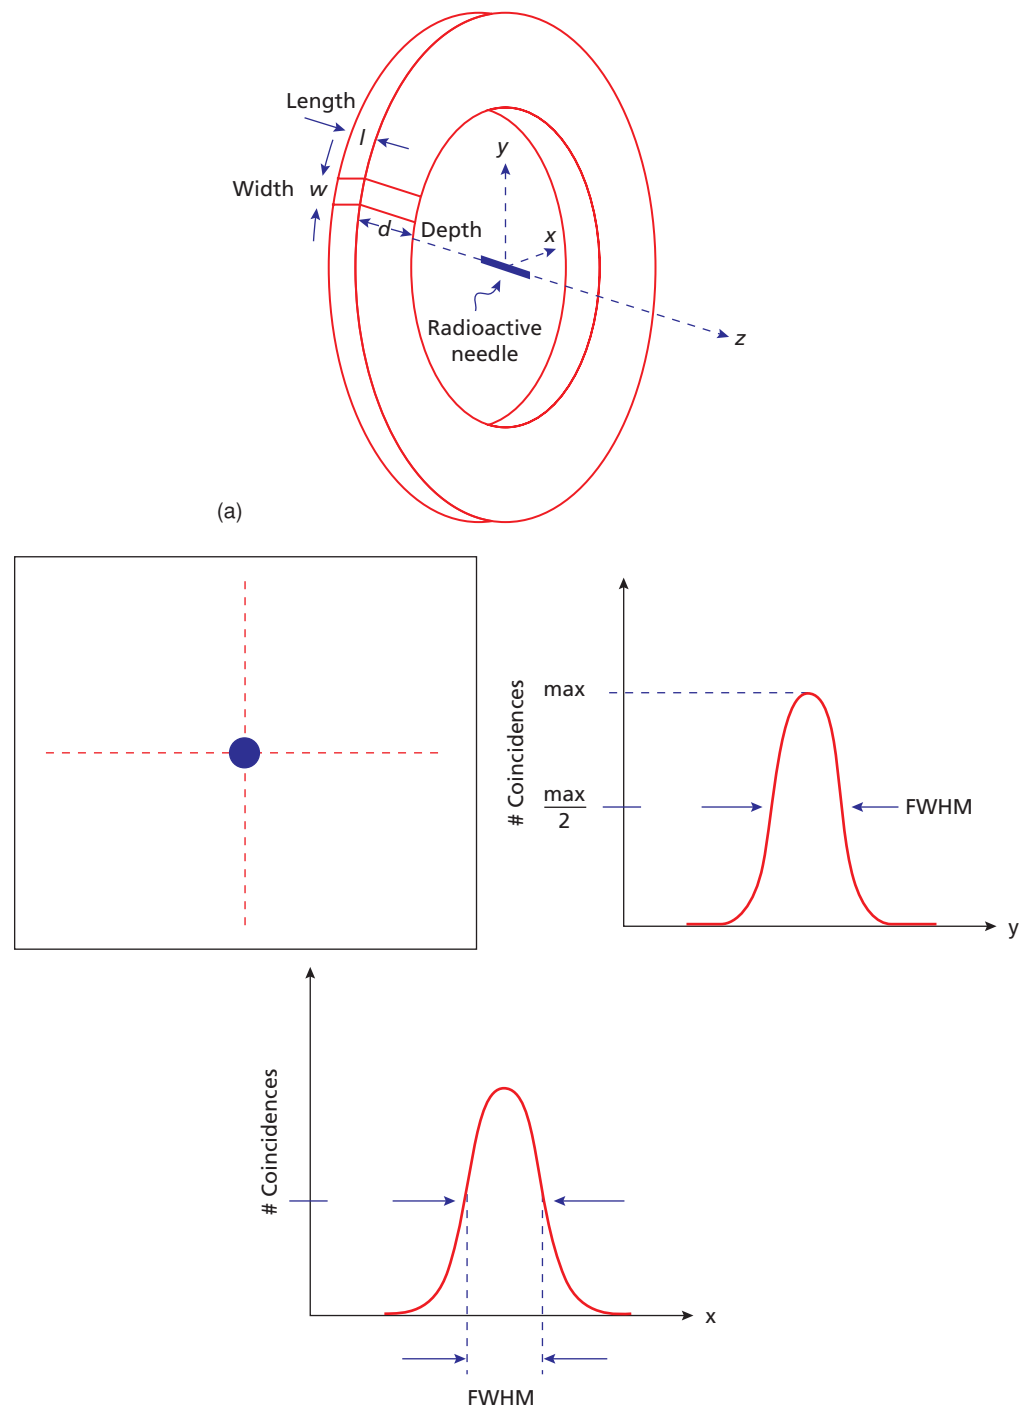 Length
l
y
Width w
d Depth
x
Radioactive
needle
z
(a)
# Coincidences
max
max
2
FWHM
y
# Coincidences
x
FWHM